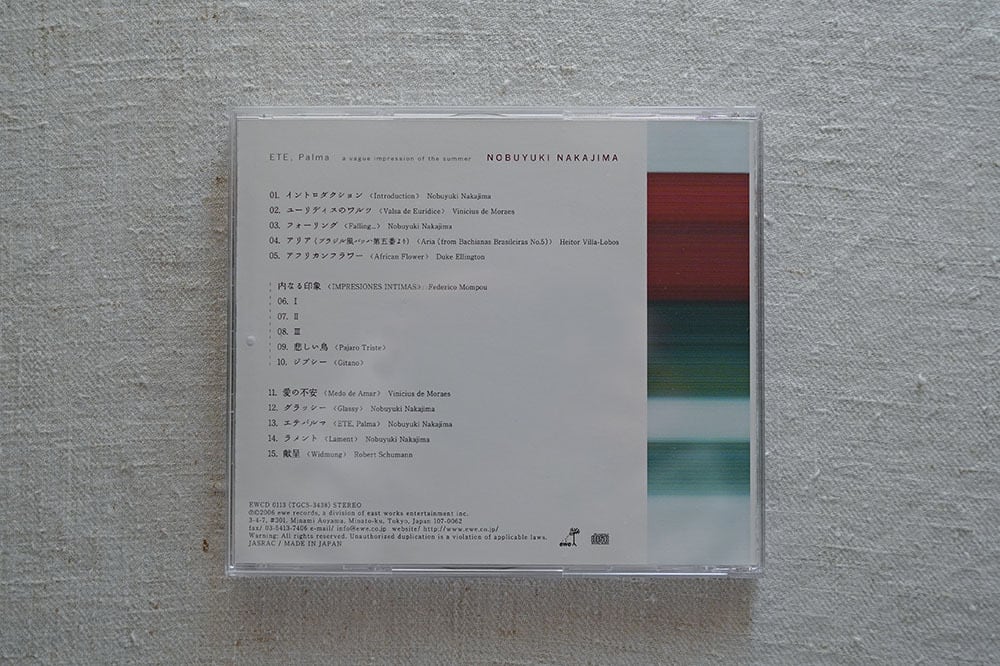 ETE, Palma a vague impression of the summer NOBUYUKI NAKAJIMA
01. イントロダクション 〈Introduction〉 Nobuyuki Nakajima
02. ユーリディスのワルツ 〈Valsa de Euridice〉 Vinicius de Moraes
03. フォーリング 〈Falling...〉 Nobuyuki Nakajima
04. アリア (ブラジル風バッハ第五番より) 〈Aria (from Bachianas Brasileiras No.5)〉 Heitor Villa-Lobos
05. アフリカンフラワー 〈African Flower〉 Duke Ellington
内なる印象 〈IMPRESIONES INTIMAS〉 Federico Mompou
06. Ⅰ
07. Ⅱ
08. Ⅲ
09. 悲しい鳥 〈Pajaro Triste〉
10. ジプシー 〈Gitano〉
11. 愛の不安 〈Medo de Amar〉 Vinicius de Moraes
12. グラッシー 〈Glassy〉 Nobuyuki Nakajima
13. エテパルマ 〈ETE, Palma〉 Nobuyuki Nakajima
14. ラメント 〈Lament〉 Nobuyuki Nakajima
15. 献呈 〈Widmung〉 Robert Schumann
EWCD 0113 (TGCS-3438) STEREO
℗©2006 ewe records, a division of east works entertainment inc.
3-4-7, #301, Minami Aoyama, Minato-ku, Tokyo, Japan 107-0062
fax/ 03-5413-7406 e-mail/ info@ewe.co.jp website/ http://www.ewe.co.jp/
Warning: All rights reserved. Unauthorized duplication is a violation of applicable laws.
JASRAC / MADE IN JAPAN
ewe